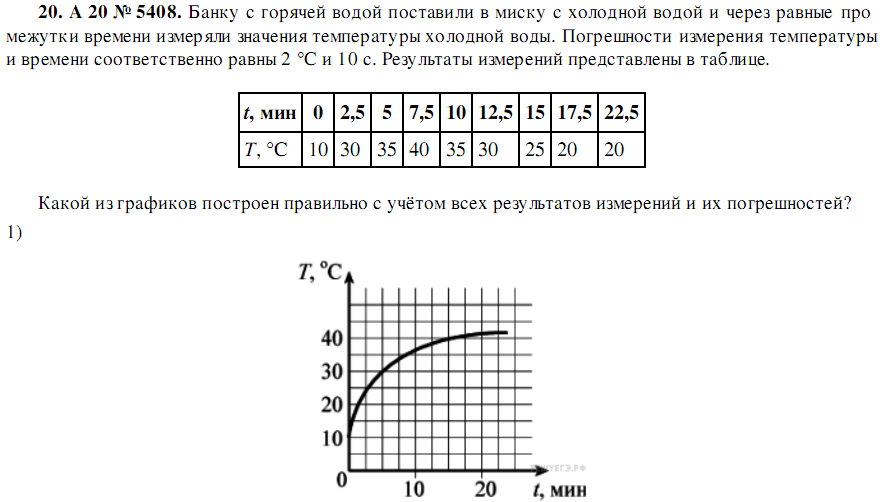 20. А 20 № 5408. Банку с горячей водой поставили в миску с холодной водой и через равные про
межутки времени измеряли значения температуры холодной воды. Погрешности измерения температуры
и времени соответственно равны 2 °С и 10 с. Результаты измерений представлены в таблице.
t, мин 0 2,5 5 7,5 10 12,5 15 17,5 22,5
T, °С 10 30 35 40 35 30 25 20 20
Какой из графиков построен правильно с учётом всех результатов измерений и их погрешностей?
1)
T, °С
40
30
20
10
0
10 20 t, мин